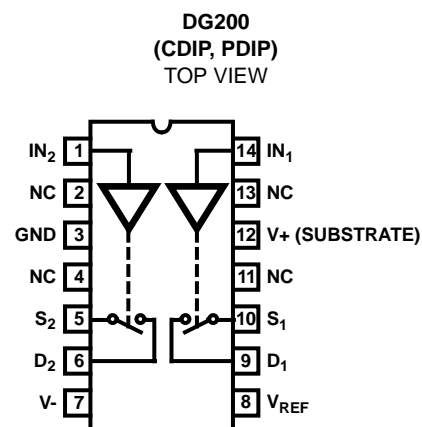 DG200
(CDIP, PDIP)
TOP VIEW
IN2 1 14 IN1
NC 2 13 NC
GND 3 12 V+ (SUBSTRATE)
NC 4 11 NC
S2 5 10 S1
D2 6 9 D1
V- 7 8 VREF